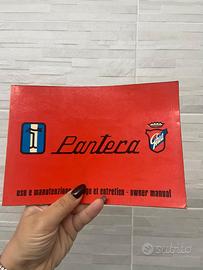 Pantera
Ghia
uso e manutenzione - usage et entretien - owner manual
subito